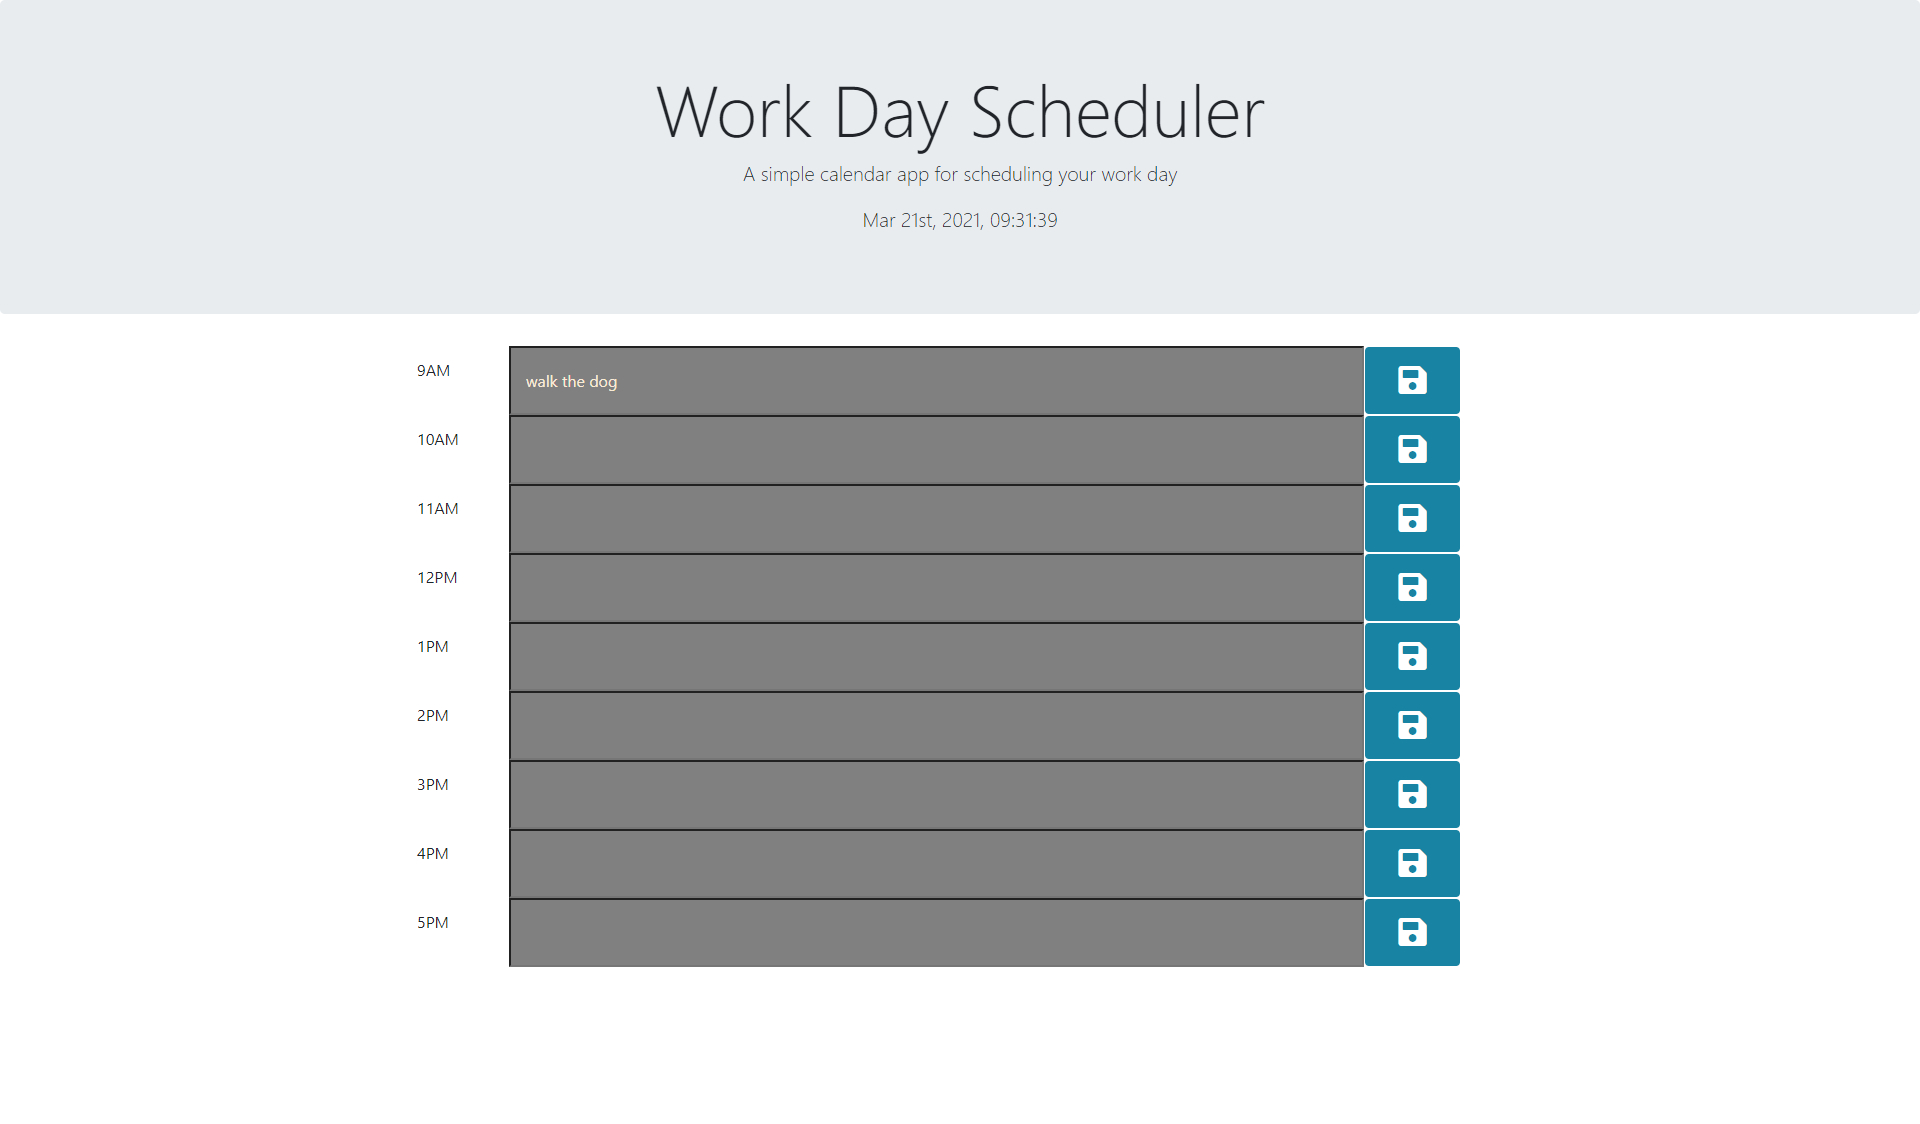 Work Day Scheduler
A simple calendar app for scheduling your work day
Mar 21st, 2021, 09:31:39
9AM
walk the dog
10AM
11AM
12PM
1PM
2PM
3PM
4PM
5PM